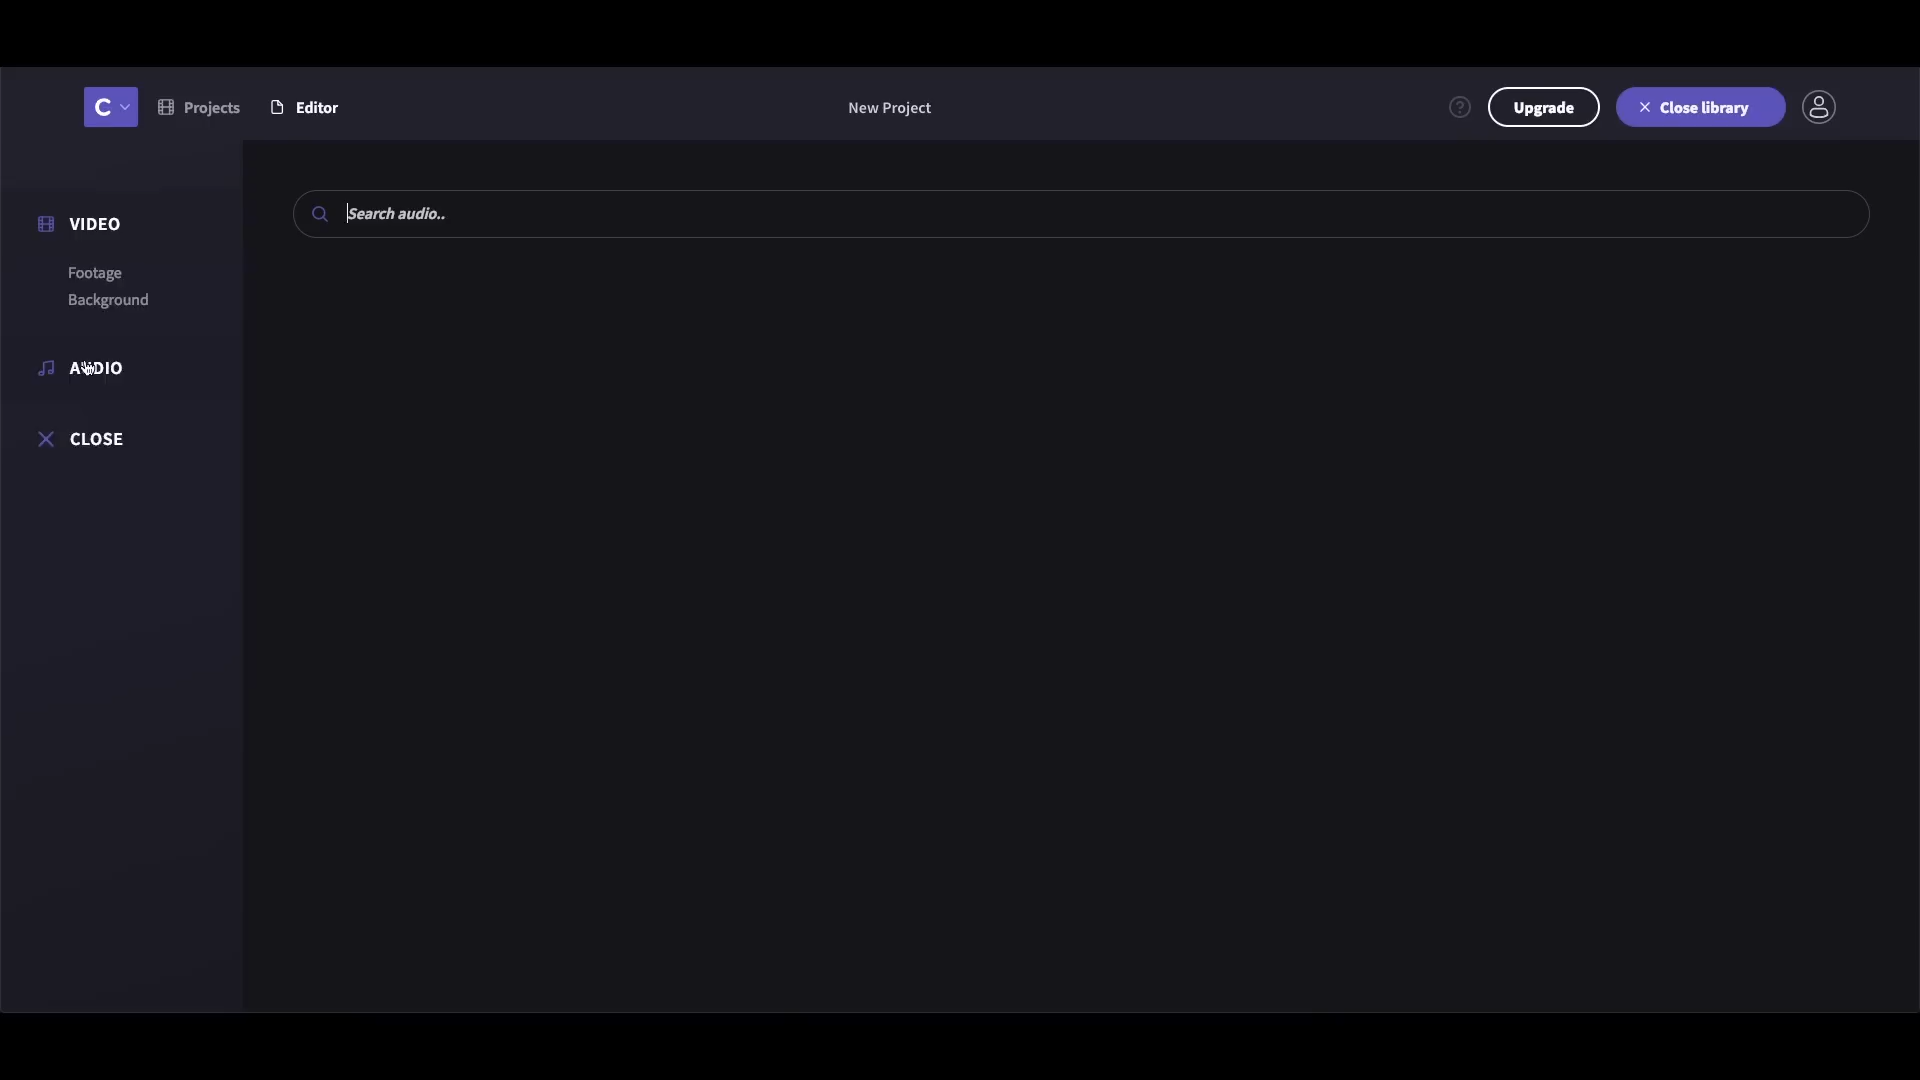 C
Projects
Editor
New Project
Upgrade
Close library
VIDEO
Footage
Background
AUDIO
CLOSE
Search audio..